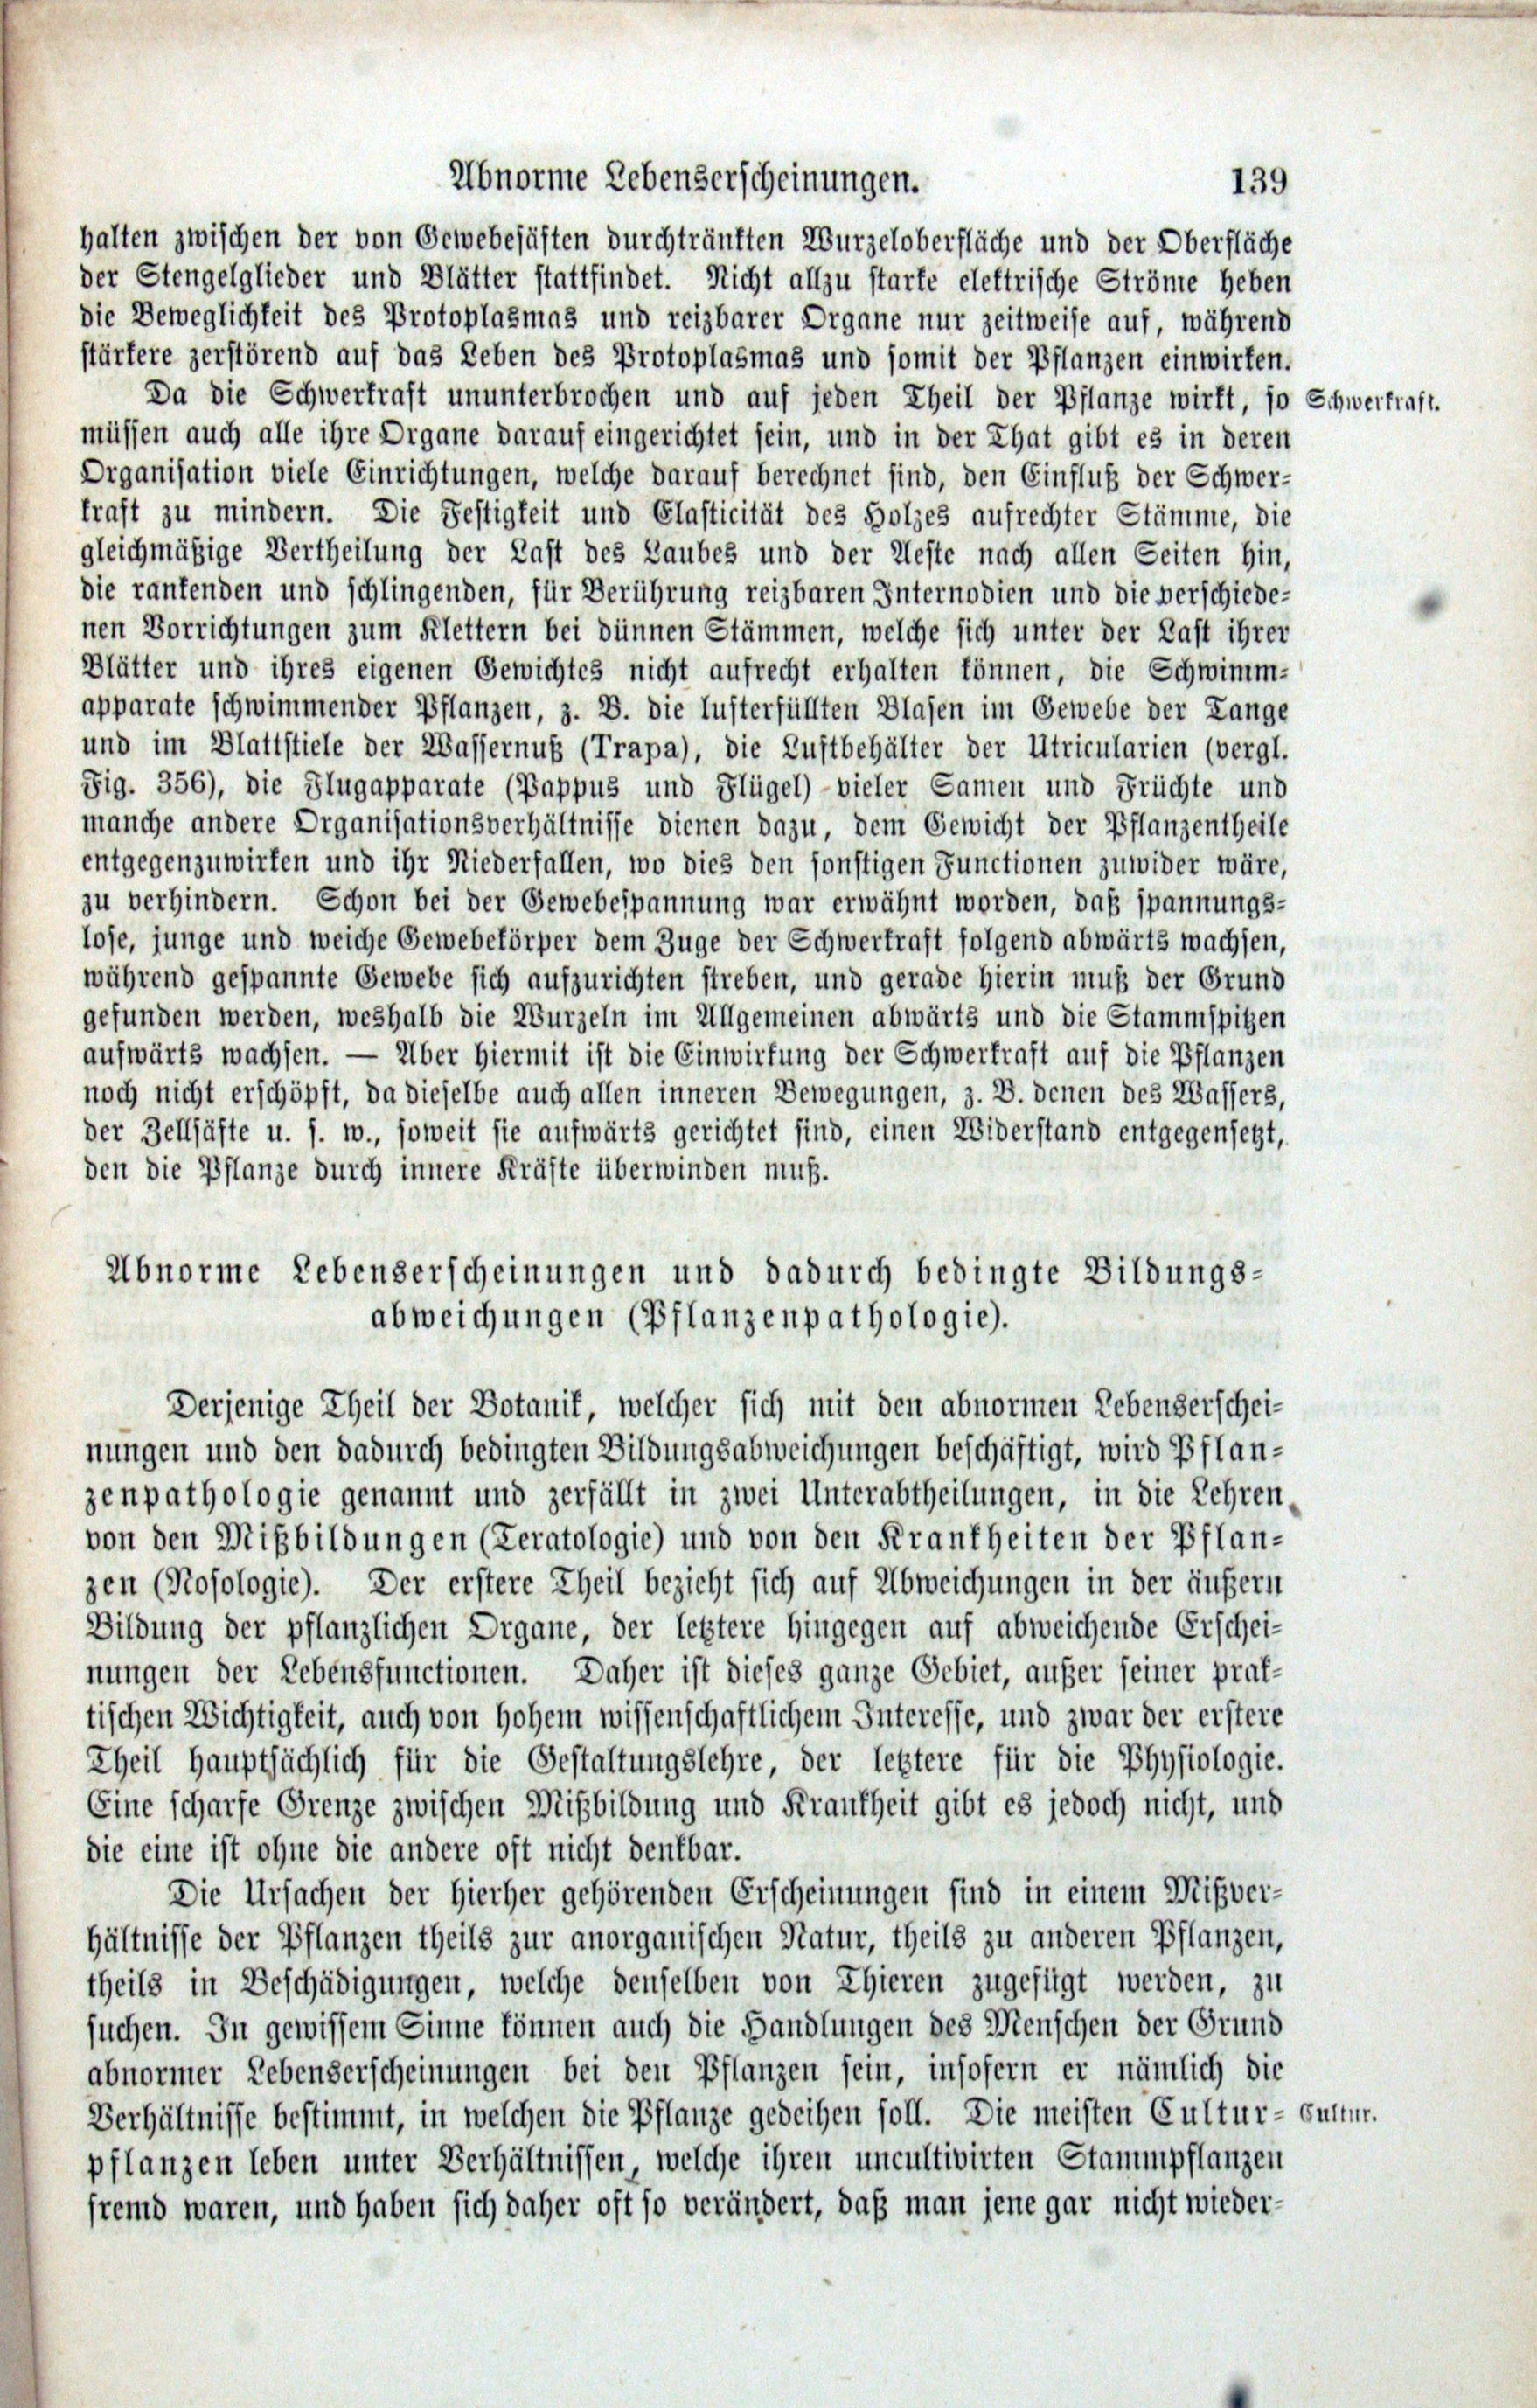 Abnorme Lebenserscheinungen. 139
halten zwischen der von Gewebesäften durchtränkten Wurzeloberfläche und der Oberfläche
der Stengelglieder und Blätter stattfindet. Nicht allzu starke elektrische Ströme heben
die Beweglichkeit des Protoplasmas und reizbarer Organe nur zeitweise auf, während
stärkere zerstörend auf das Leben des Protoplasmas und somit der Pflanzen einwirken.
Da die Schwerkraft ununterbrochen und auf jeden Theil der Pflanze wirkt, so Schwerkraft.
müssen auch alle ihre Organe darauf eingerichtet sein, und in der That gibt es in deren
Organisation viele Einrichtungen, welche darauf berechnet sind, den Einfluß der Schwer-
kraft zu mindern. Die Festigkeit und Elasticität des Holzes aufrechter Stämme, die
gleichmäßige Vertheilung der Last des Laubes und der Aeste nach allen Seiten hin,
die rankenden und schlingenden, für Berührung reizbaren Internodien und die verschiede-
nen Vorrichtungen zum Klettern bei dünnen Stämmen, welche sich unter der Last ihrer
Blätter und ihres eigenen Gewichtes nicht aufrecht erhalten können, die Schwimm-
apparate schwimmender Pflanzen, z. B. die lufterfüllten Blasen im Gewebe der Tange
und im Blattstiele der Wassernuß (Trapa), die Luftbehälter der Utricularien (vergl.
Fig. 356), die Flugapparate (Pappus und Flügel) vieler Samen und Früchte und
manche andere Organisationsverhältnisse dienen dazu, dem Gewicht der Pflanzentheile
entgegenzuwirken und ihr Niederfallen, wo dies den sonstigen Functionen zuwider wäre,
zu verhindern. Schon bei der Gewebespannung war erwähnt worden, daß spannungs-
lose, junge und weiche Gewebekörper dem Zuge der Schwerkraft folgend abwärts wachsen,
während gespannte Gewebe sich aufzurichten streben, und gerade hierin muß der Grund
gefunden werden, weshalb die Wurzeln im Allgemeinen abwärts und die Stammspitzen
aufwärts wachsen. — Aber hiermit ist die Einwirkung der Schwerkraft auf die Pflanzen
noch nicht erschöpft, da dieselbe auch allen inneren Bewegungen, z. B. denen des Wassers,
der Zellsäfte u. s. w., soweit sie aufwärts gerichtet sind, einen Widerstand entgegensetzt,
den die Pflanze durch innere Kräfte überwinden muß.
Abnorme Lebenserscheinungen und dadurch bedingte Bildungs-
abweichungen (Pflanzenpathologie).
Derjenige Theil der Botanik, welcher sich mit den abnormen Lebenserschei-
nungen und den dadurch bedingten Bildungsabweichungen beschäftigt, wird Pflan-
zenpathologie genannt und zerfällt in zwei Unterabtheilungen, in die Lehren
von den Mißbildungen (Teratologie) und von den Krankheiten der Pflan-
zen (Nosologie). Der erstere Theil bezieht sich auf Abweichungen in der äußern
Bildung der pflanzlichen Organe, der letztere hingegen auf abweichende Erschei-
nungen der Lebensfunctionen. Daher ist dieses ganze Gebiet, außer seiner prak-
tischen Wichtigkeit, auch von hohem wissenschaftlichem Interesse, und zwar der erstere
Theil hauptsächlich für die Gestaltungslehre, der letztere für die Physiologie.
Eine scharfe Grenze zwischen Mißbildung und Krankheit gibt es jedoch nicht, und
die eine ist ohne die andere oft nicht denkbar.
Die Ursachen der hierher gehörenden Erscheinungen sind in einem Mißver-
hältnisse der Pflanzen theils zur anorganischen Natur, theils zu anderen Pflanzen,
theils in Beschädigungen, welche denselben von Thieren zugefügt werden, zu
suchen. In gewissem Sinne können auch die Handlungen des Menschen der Grund
abnormer Lebenserscheinungen bei den Pflanzen sein, insofern er nämlich die
Verhältnisse bestimmt, in welchen die Pflanze gedeihen soll. Die meisten Cultur- Cultur.
pflanzen leben unter Verhältnissen, welche ihren uncultivirten Stammpflanzen
fremd waren, und haben sich daher oft so verändert, daß man jene gar nicht wieder-